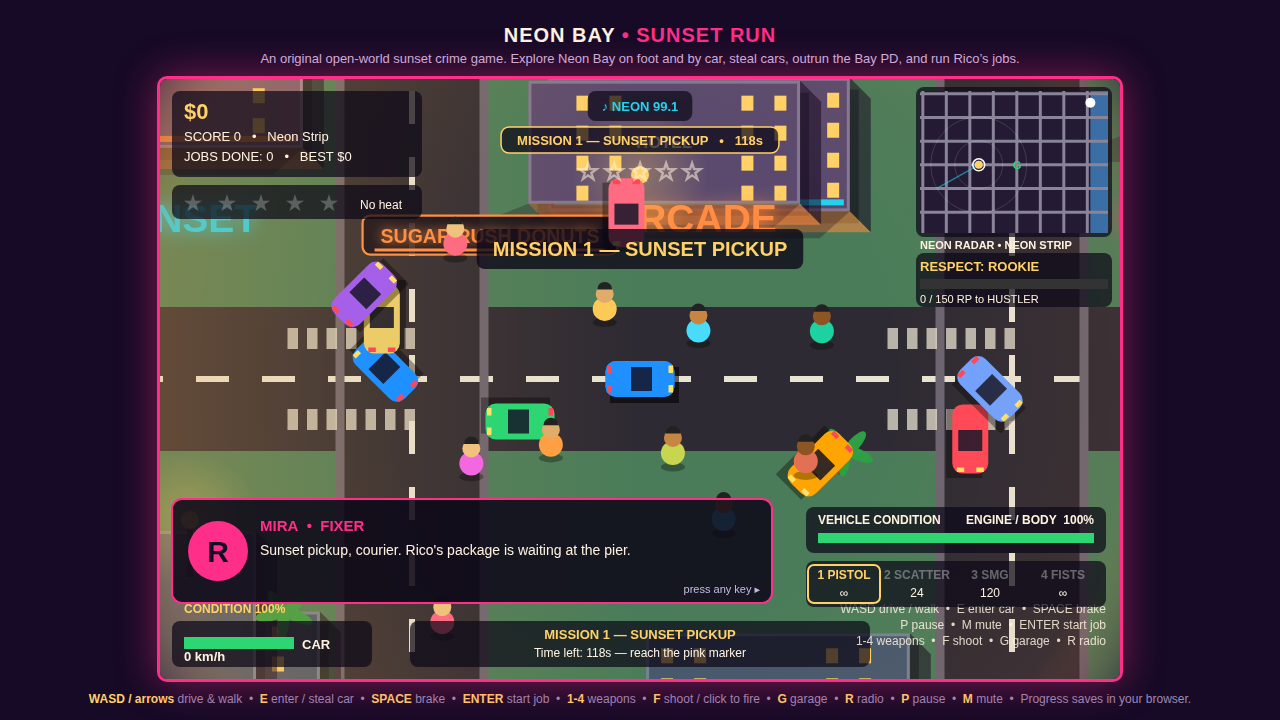 NEON BAY • SUNSET RUN
An original open-world sunset crime game. Explore Neon Bay on foot and by car, steal cars, outrun the Bay PD, and run Rico's jobs.
$0
SCORE 0 • Neon Strip
JOBS DONE: 0 • BEST $0
★ ★ ★ ★ ★ No heat
NSET
♪ NEON 99.1
MISSION 1 — SUNSET PICKUP • 118s
☆☆☆☆☆
RCADE
SUGAR RUSH DONUTS
MISSION 1 — SUNSET PICKUP
NEON RADAR • NEON STRIP
RESPECT: ROOKIE
0 / 150 RP to HUSTLER
R
MIRA • FIXER
Sunset pickup, courier. Rico's package is waiting at the pier.
press any key ▸
VEHICLE CONDITION ENGINE / BODY 100%
1 PISTOL 2 SCATTER 3 SMG 4 FISTS
∞ 24 120 ∞
WASD drive / walk • E enter car • SPACE brake
P pause • M mute • ENTER start job
1-4 weapons • F shoot • G garage • R radio
CONDITION 100%
CAR
0 km/h
MISSION 1 — SUNSET PICKUP
Time left: 118s — reach the pink marker
WASD / arrows drive & walk • E enter / steal car • SPACE brake • ENTER start job • 1-4 weapons • F shoot / click to fire • G garage • R radio • P pause • M mute • Progress saves in your browser.